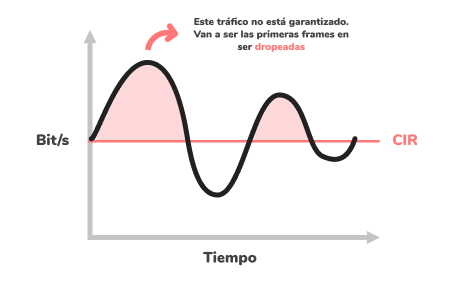 Este tráfico no está garantizado.
Van a ser las primeras frames en
ser dropeadas
Bit/s
CIR
Tiempo